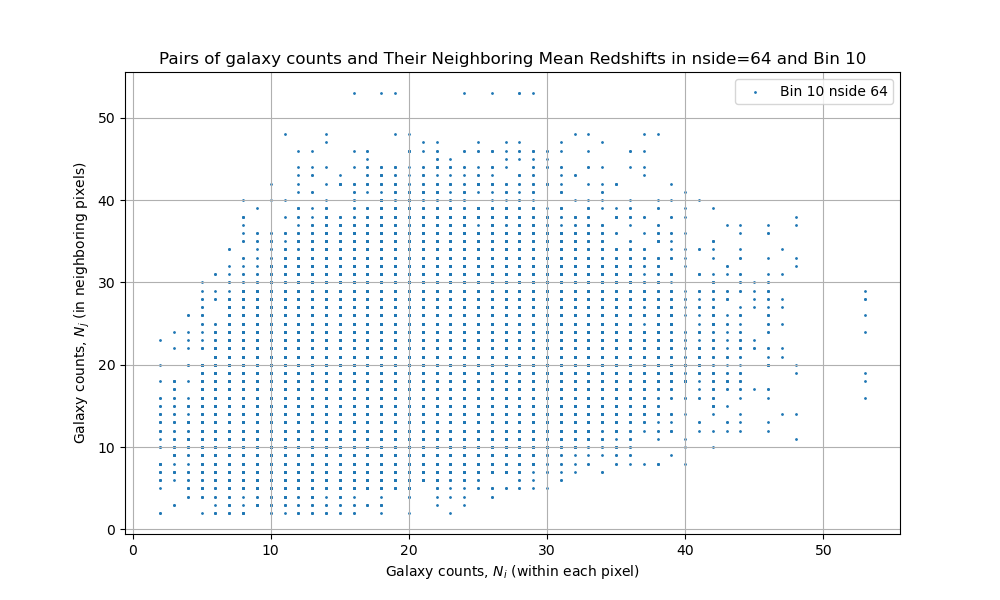 Pairs of galaxy counts and Their Neighboring Mean Redshifts in nside=64 and Bin 10
Bin 10 nside 64
50
40
30
20
10
0
Galaxy counts, N_j (in neighboring pixels)
0 10 20 30 40 50
Galaxy counts, N_i (within each pixel)